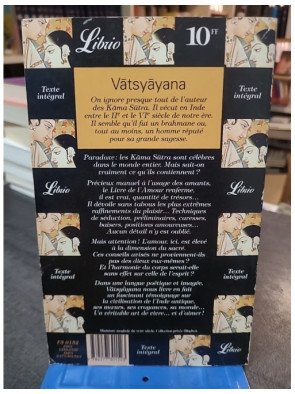 Librio
10FF
Texte
intégral
Texte
intégral
Vātsyāyana
On ignore presque tout de l'auteur
des Kāma Sūtra. Il vécut en Inde
entre le IIe et le VIe siècle de notre ère.
Il semble qu'il fut un brahmane ou,
tout au moins, un homme réputé
pour sa grande sagesse.
Paradoxe : les Kāma Sūtra sont célèbres
dans le monde entier. Mais sait-on
vraiment ce qu'ils contiennent ?
Librio
Librio
Précieux manuel à l'usage des amants,
le Livre de l'Amour renferme,
il est vrai, quantité de trésors...
Il dévoile sans tabous les plus extrêmes
raffinements du plaisir... Techniques
de séduction, préliminaires, caresses,
baisers, positions amoureuses...
Aucun détail n'y est oublié.
Mais attention ! L'amour, ici, est élevé
à la dimension du sacré.
Ces conseils avisés ne proviennent-ils
pas des dieux eux-mêmes ?
Et l'harmonie du corps serait-elle
sans effet sur celle de l'esprit ?
Texte
intégral
Texte
intégral
Dans une langue poétique et imagée,
Vātsyāyana nous livre en fait
un fascinant témoignage sur
la civilisation de l'Inde antique,
ses mœurs, ses croyances, sa morale...
Un véritable art de vivre... et d'aimer !
Texte
intégral
Librio